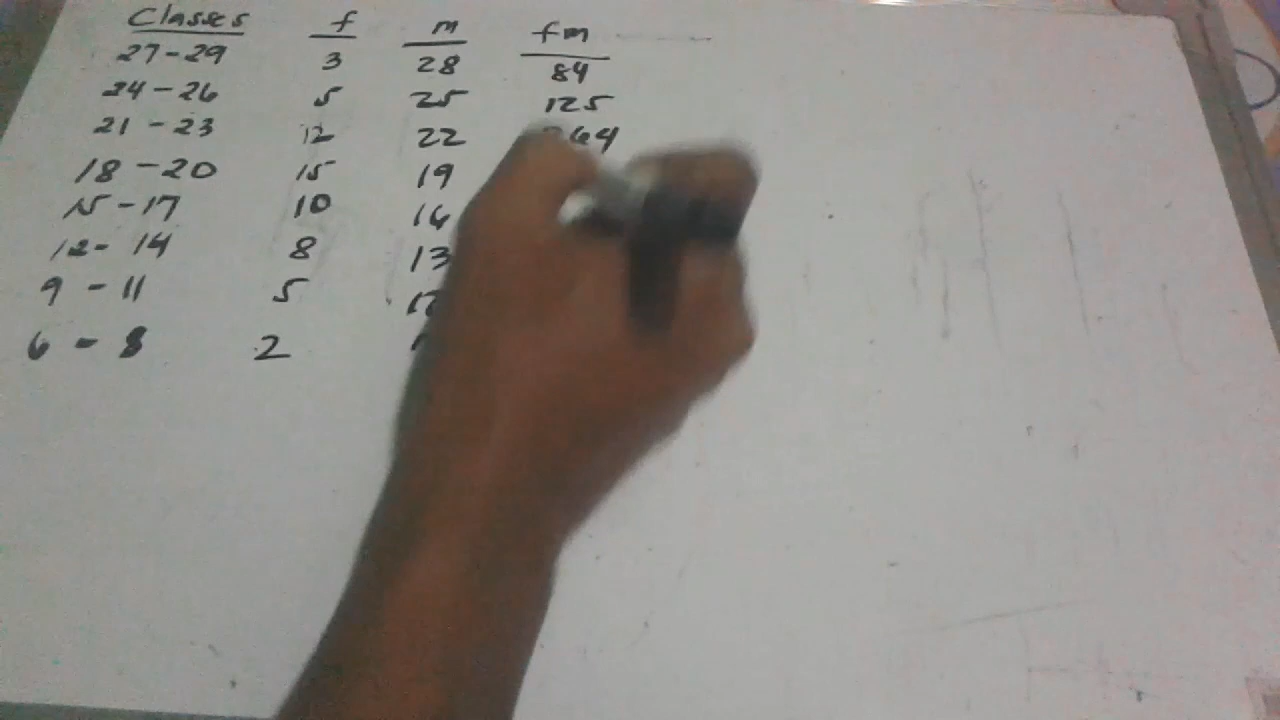 Classes f m fm
27-29 3 28 84
24-26 5 25 125
21-23 12 22 264
18-20 15 19
15-17 10 16
12-14 8 13
9-11 5
6-8 2